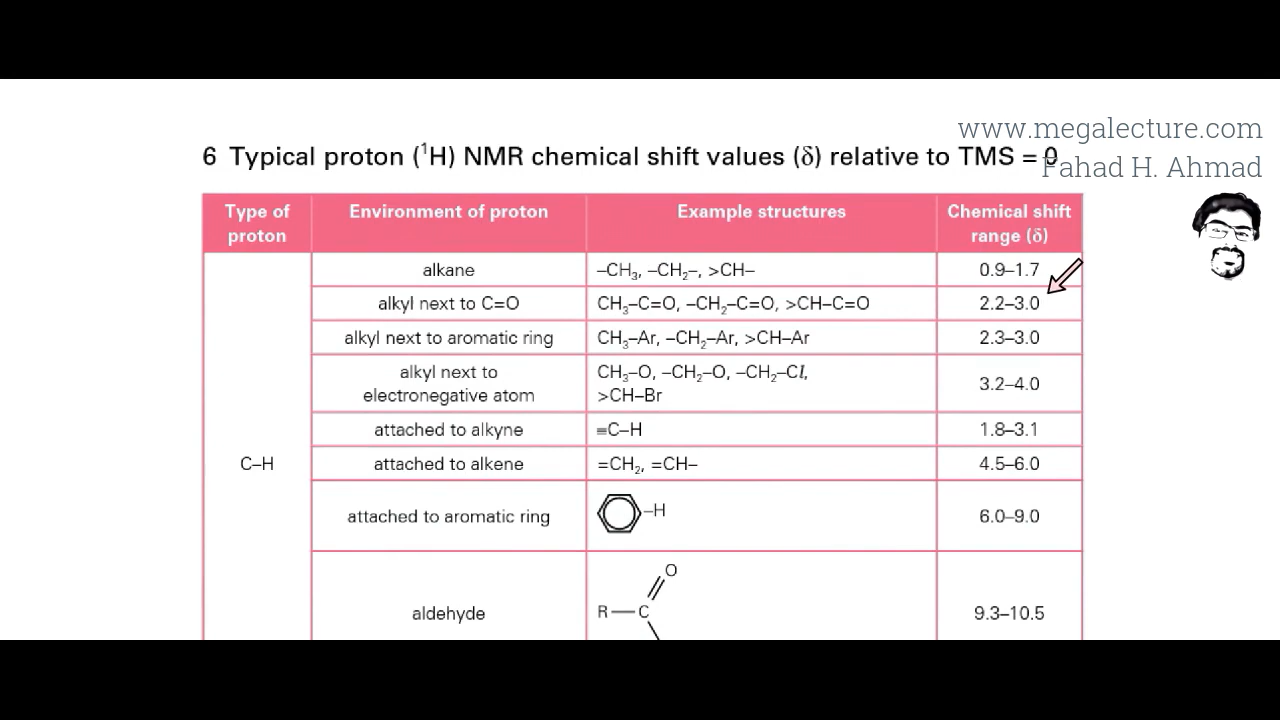 www.megalecture.com
Fahad H. Ahmad
6 Typical proton (¹H) NMR chemical shift values (δ) relative to TMS = 0
Type of proton | Environment of proton | Example structures | Chemical shift range (δ)
C–H
alkane | –CH₃, –CH₂–, >CH– | 0.9–1.7
alkyl next to C=O | CH₃–C=O, –CH₂–C=O, >CH–C=O | 2.2–3.0
alkyl next to aromatic ring | CH₃–Ar, –CH₂–Ar, >CH–Ar | 2.3–3.0
alkyl next to electronegative atom | CH₃–O, –CH₂–O, –CH₂–Cl, >CH–Br | 3.2–4.0
attached to alkyne | ≡C–H | 1.8–3.1
attached to alkene | =CH₂, =CH– | 4.5–6.0
attached to aromatic ring | –H | 6.0–9.0
aldehyde | R–C O | 9.3–10.5